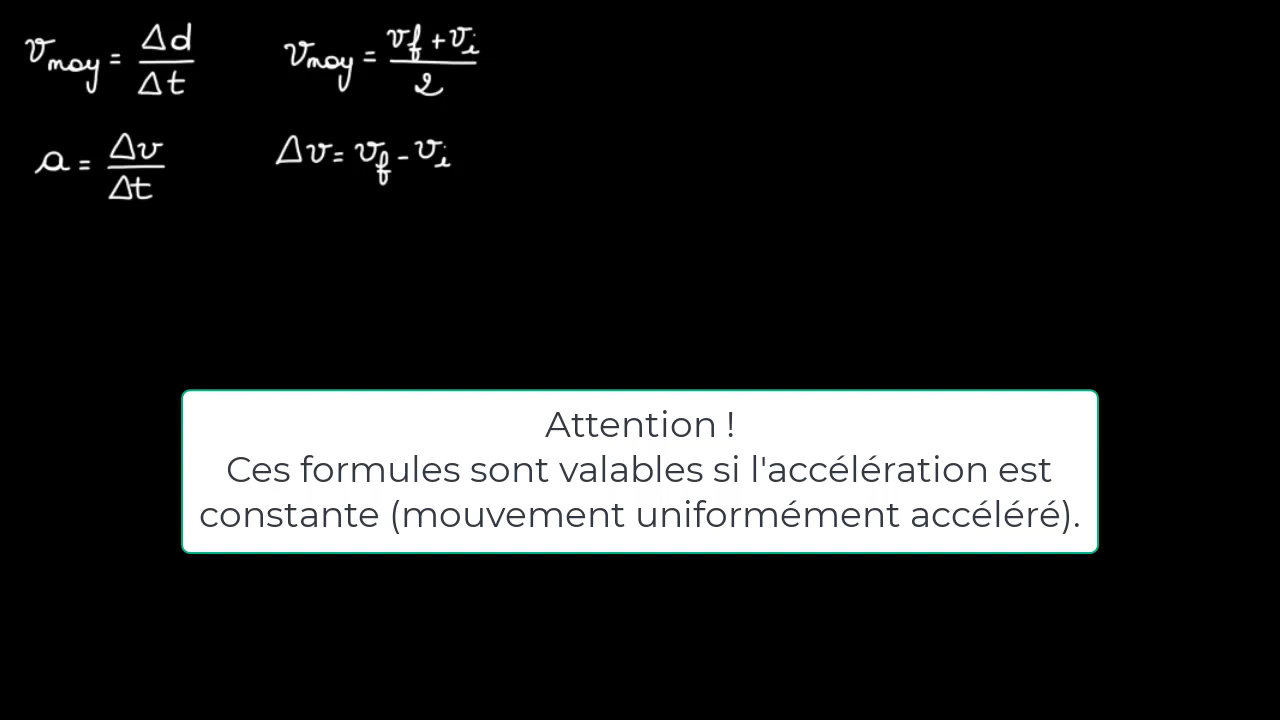 v_moy = Δd/Δt
v_moy = (v_f + v_i)/2
a = Δv/Δt
Δv = v_f - v_i
Attention !
Ces formules sont valables si l'accélération est
constante (mouvement uniformément accéléré).